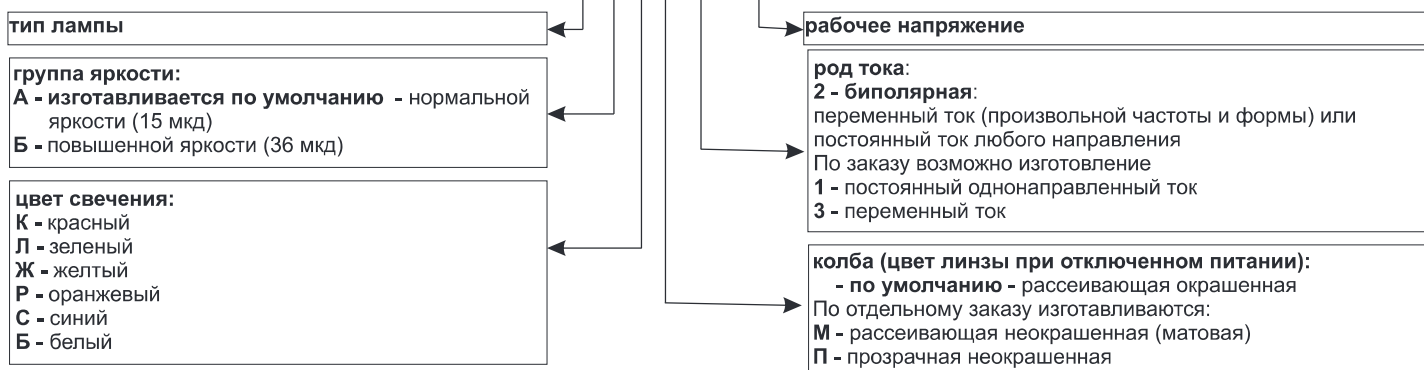 тип лампы
группа яркости:
А - изготавливается по умолчанию - нормальной
яркости (15 мкд)
Б - повышенной яркости (36 мкд)
цвет свечения:
К - красный
Л - зеленый
Ж - желтый
Р - оранжевый
С - синий
Б - белый
рабочее напряжение
род тока:
2 - биполярная:
переменный ток (произвольной частоты и формы) или
постоянный ток любого направления
По заказу возможно изготовление
1 - постоянный однонаправленный ток
3 - переменный ток
колба (цвет линзы при отключенном питании):
- по умолчанию - рассеивающая окрашенная
По отдельному заказу изготавливаются:
М - рассеивающая неокрашенная (матовая)
П - прозрачная неокрашенная